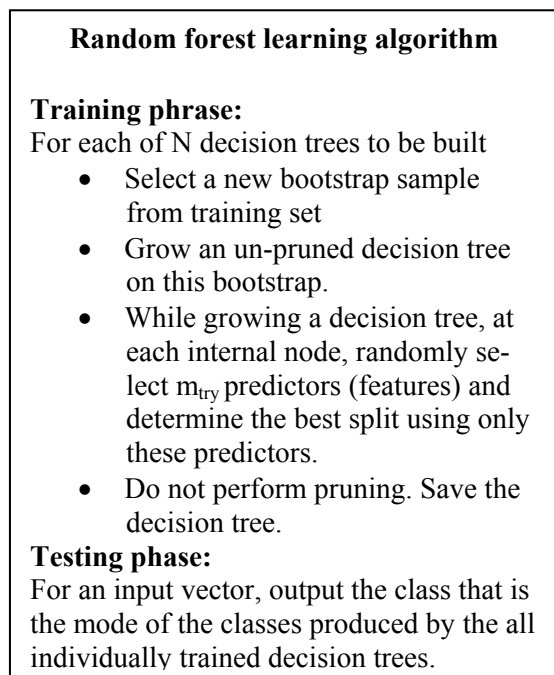 Random forest learning algorithm
Training phrase:
For each of N decision trees to be built
• Select a new bootstrap sample
from training set
• Grow an un-pruned decision tree
on this bootstrap.
• While growing a decision tree, at
each internal node, randomly se-
lect mtry predictors (features) and
determine the best split using only
these predictors.
• Do not perform pruning. Save the
decision tree.
Testing phase:
For an input vector, output the class that is
the mode of the classes produced by the all
individually trained decision trees.